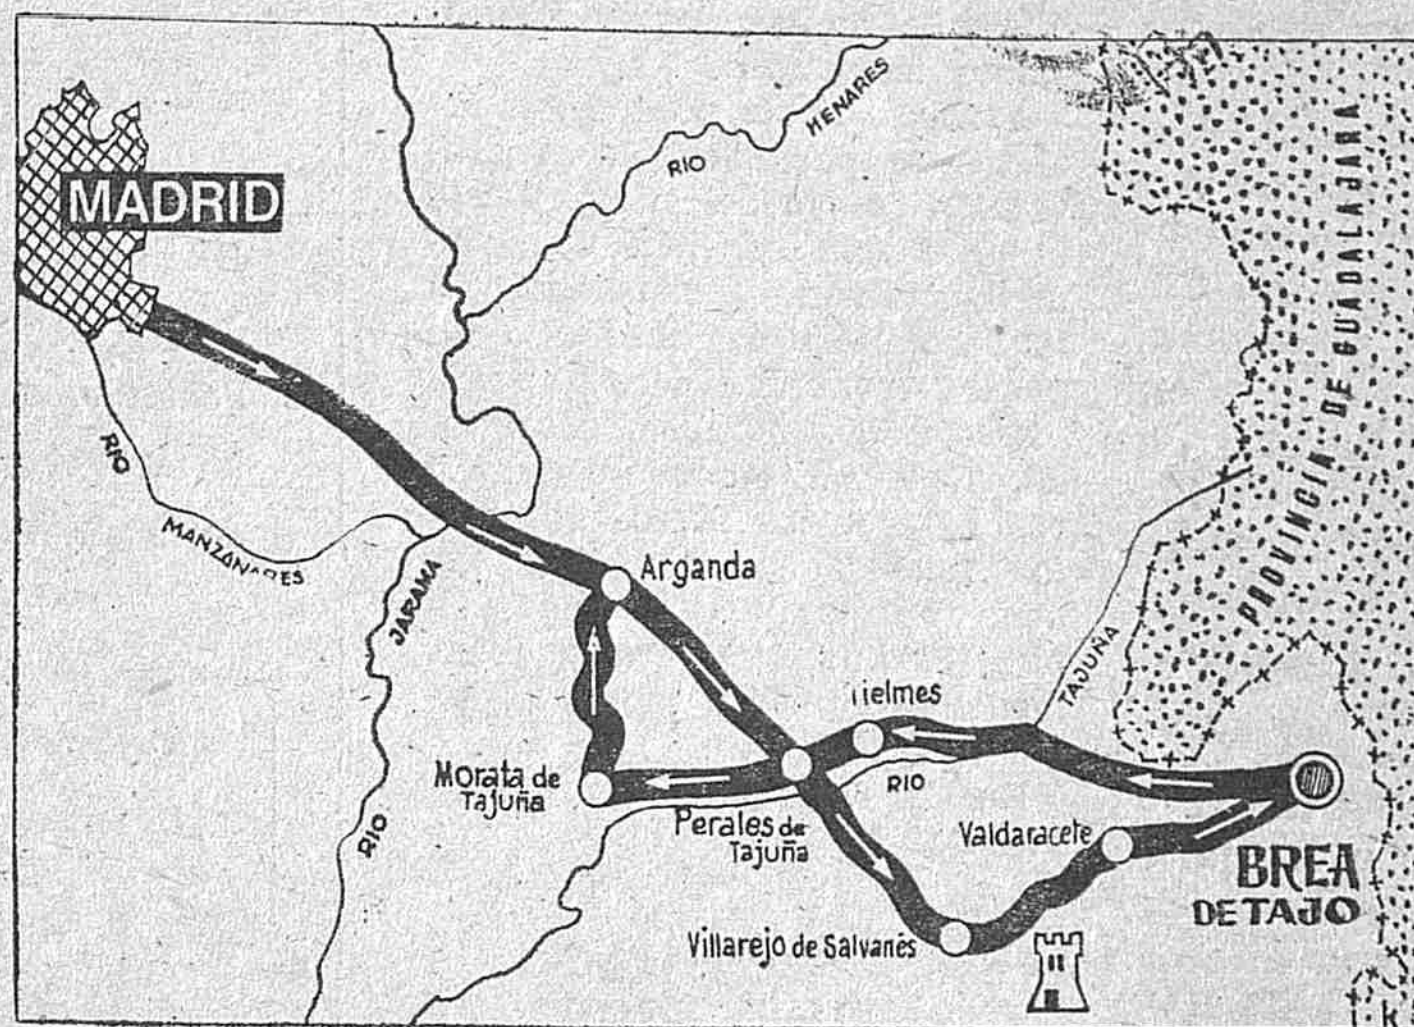 MADRID
RIO HENARES
PROVINCIA DE GUADALAJARA
RIO MANZANARES
JARAMA
RIO
Arganda
TAJUÑA
RIO
Tielmes
Morata de
Tajuña
Perales de
Tajuña
Valdaracete
BREA
DE TAJO
Villarejo de Salvanés
k